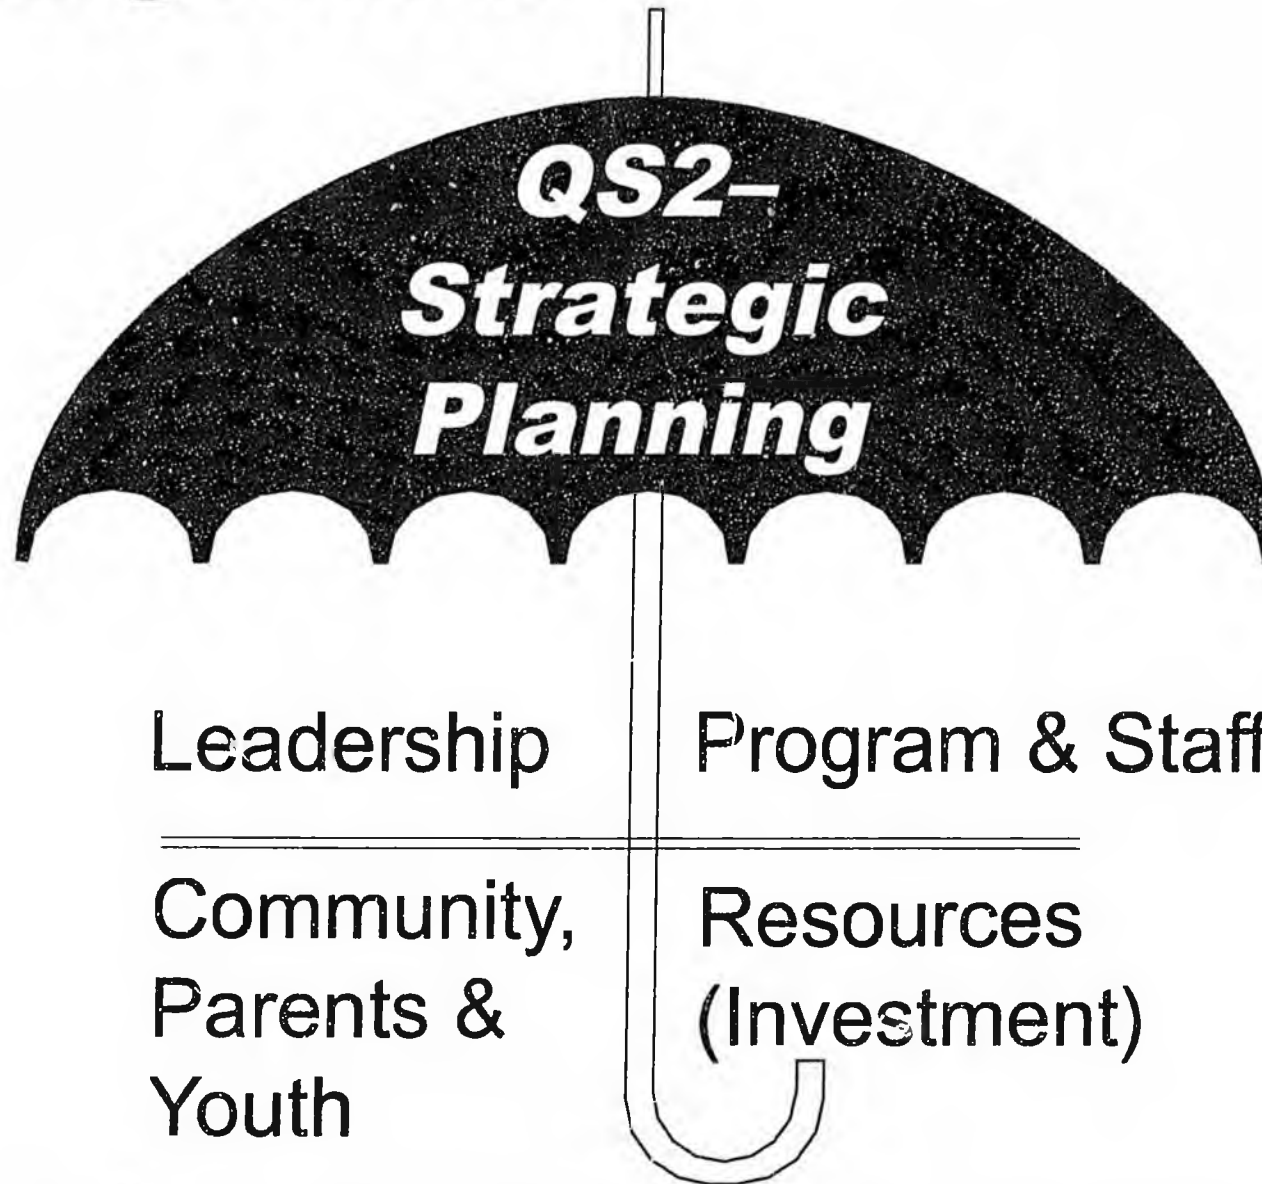 QS2–
Strategic
Planning
Leadership
Program & Staff
Community,
Parents &
Youth
Resources
(Investment)